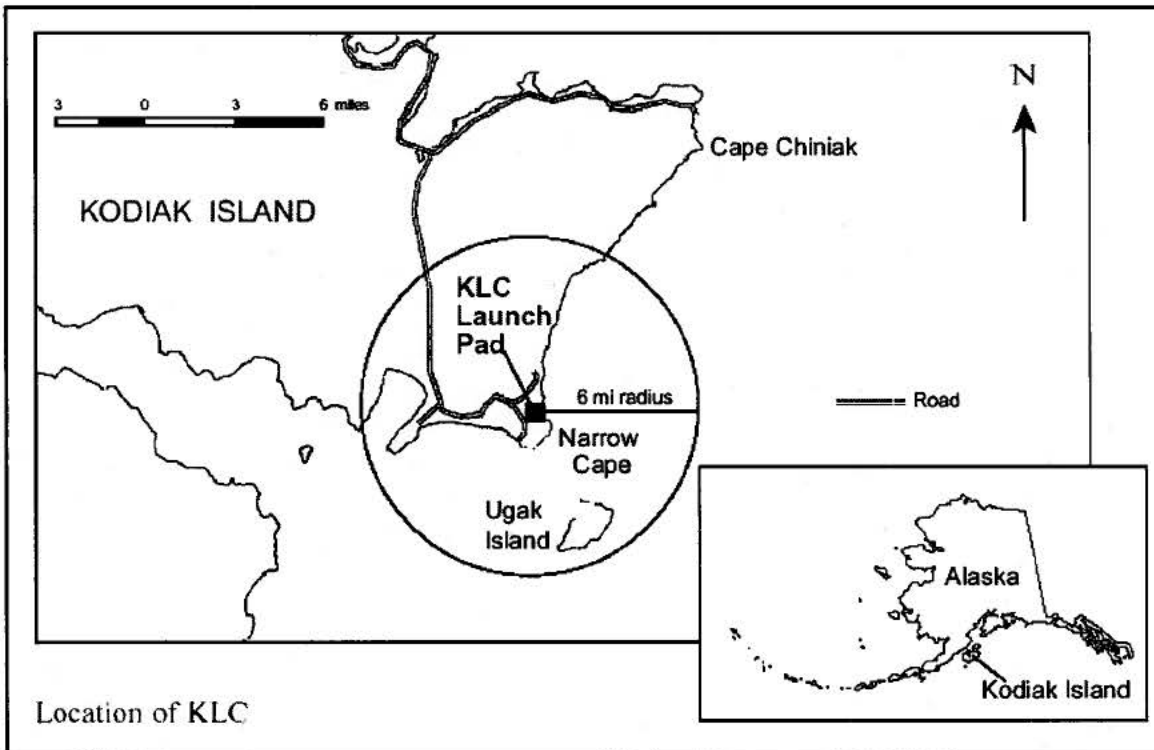 3 0 3 6 miles
N
Cape Chiniak
KODIAK ISLAND
KLC
Launch
Pad
6 mi radius
Road
Narrow
Cape
Ugak
Island
Alaska
Kodiak Island
Location of KLC